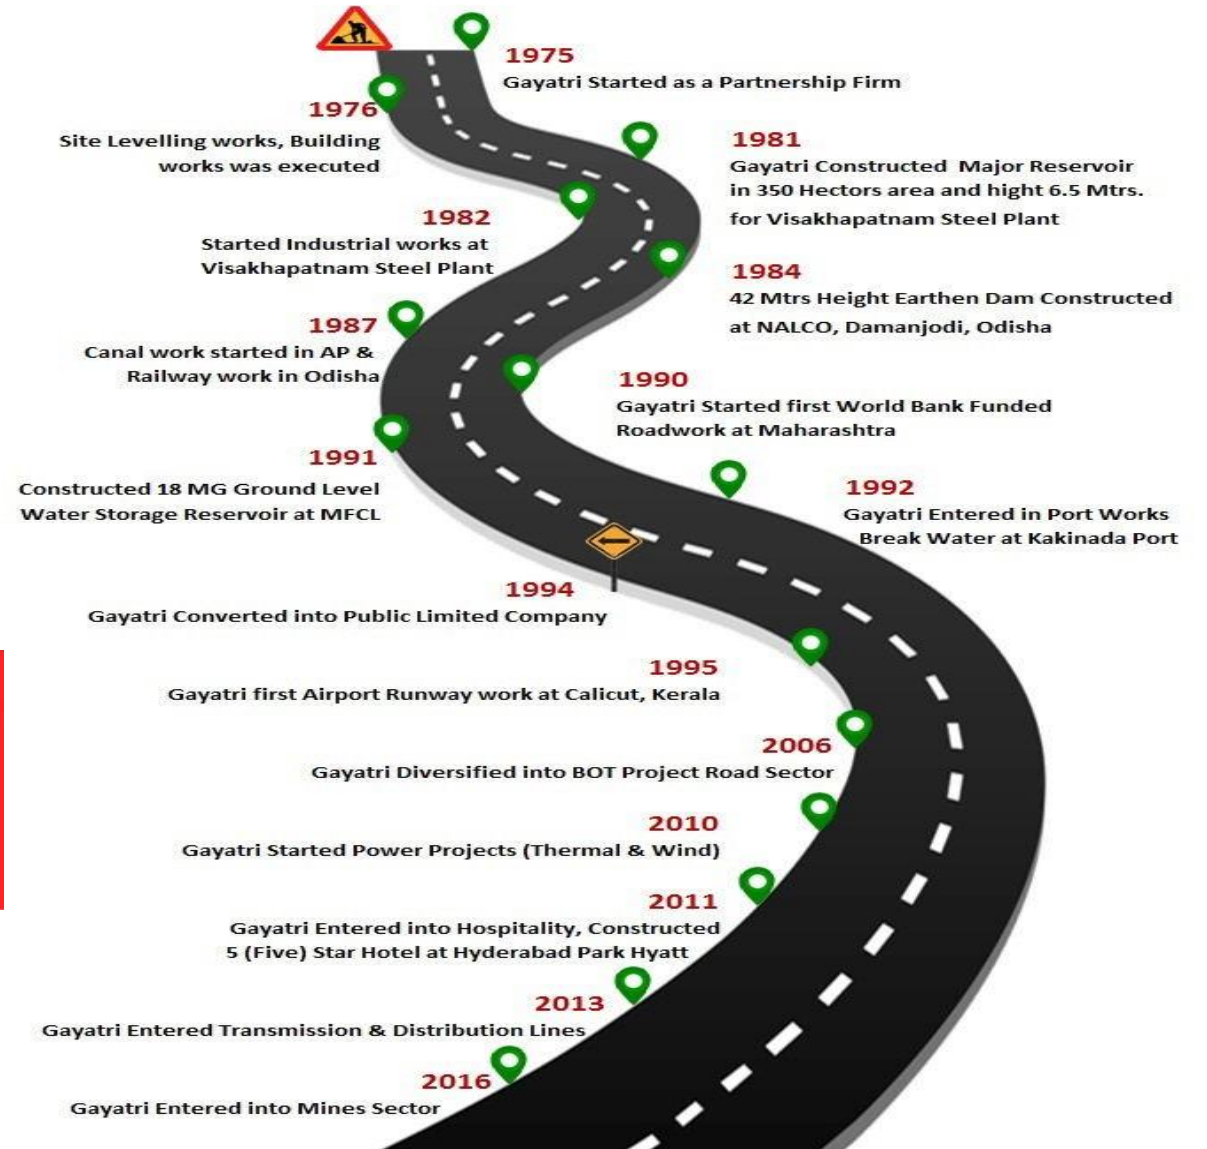 1975
Gayatri Started as a Partnership Firm
1976
Site Levelling works, Building
works was executed
1981
Gayatri Constructed Major Reservoir
in 350 Hectors area and hight 6.5 Mtrs.
for Visakhapatnam Steel Plant
1982
Started Industrial works at
Visakhapatnam Steel Plant
1984
42 Mtrs Height Earthen Dam Constructed
at NALCO, Damanjodi, Odisha
1987
Canal work started in AP &
Railway work in Odisha
1990
Gayatri Started first World Bank Funded
Roadwork at Maharashtra
1991
Constructed 18 MG Ground Level
Water Storage Reservoir at MFCL
1992
Gayatri Entered in Port Works
Break Water at Kakinada Port
1994
Gayatri Converted into Public Limited Company
1995
Gayatri first Airport Runway work at Calicut, Kerala
2006
Gayatri Diversified into BOT Project Road Sector
2010
Gayatri Started Power Projects (Thermal & Wind)
2011
Gayatri Entered into Hospitality, Constructed
5 (Five) Star Hotel at Hyderabad Park Hyatt
2013
Gayatri Entered Transmission & Distribution Lines
2016
Gayatri Entered into Mines Sector